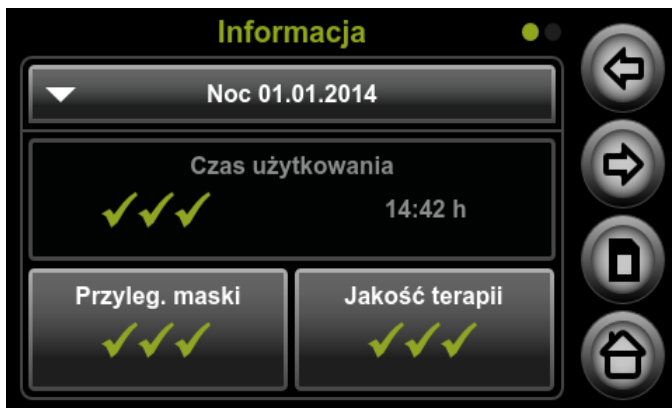 Informacja
Noc 01.01.2014
Czas użytkowania
14:42 h
Przyleg. maski
Jakość terapii